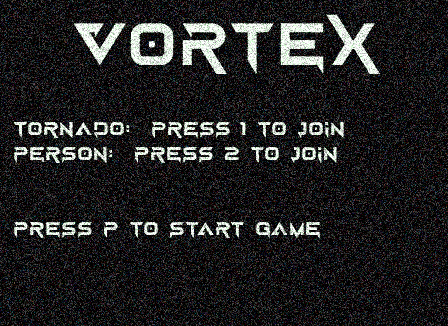 VORTEX
TORNADO: PRESS 1 TO JOIN
PERSON: PRESS 2 TO JOIN
PRESS P TO START GAME